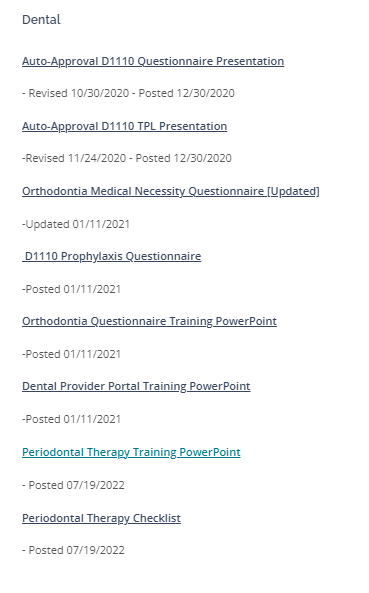 Dental
Auto-Approval D1110 Questionnaire Presentation
- Revised 10/30/2020 - Posted 12/30/2020
Auto-Approval D1110 TPL Presentation
-Revised 11/24/2020 - Posted 12/30/2020
Orthodontia Medical Necessity Questionnaire [Updated]
-Updated 01/11/2021
D1110 Prophylaxis Questionnaire
-Posted 01/11/2021
Orthodontia Questionnaire Training PowerPoint
-Posted 01/11/2021
Dental Provider Portal Training PowerPoint
-Posted 01/11/2021
Periodontal Therapy Training PowerPoint
- Posted 07/19/2022
Periodontal Therapy Checklist
- Posted 07/19/2022